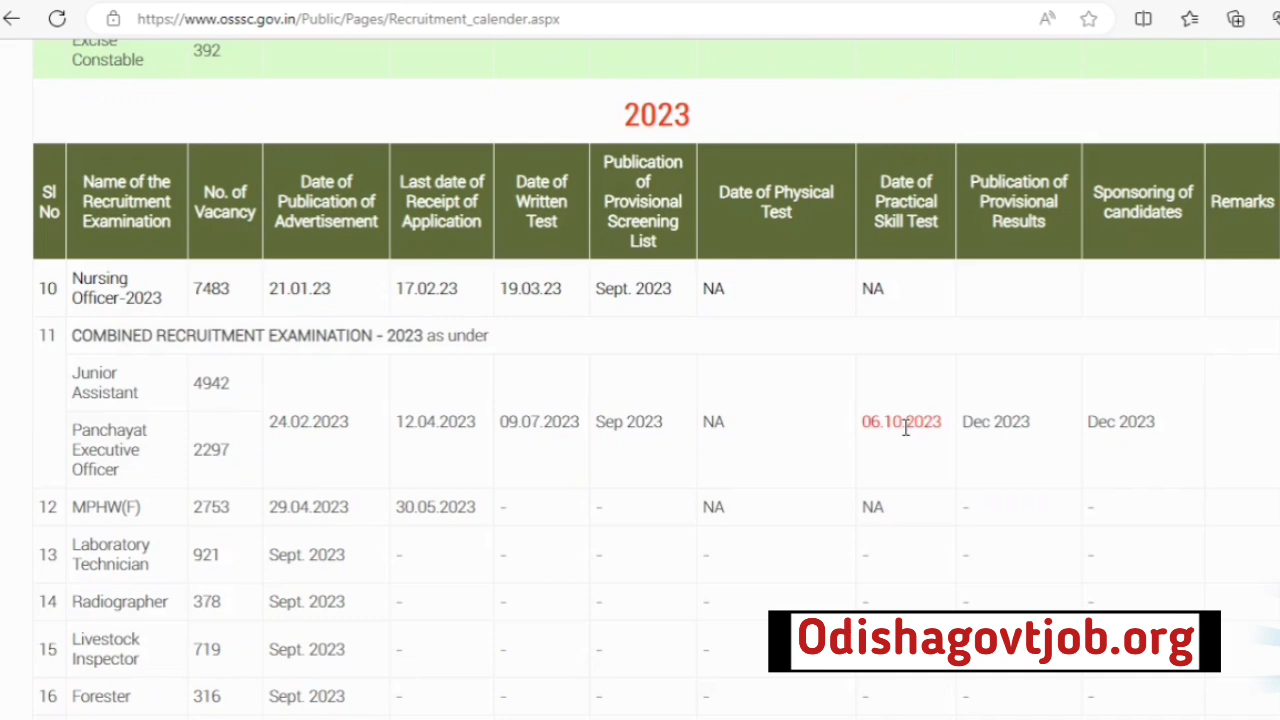 https://www.osssc.gov.in/Public/Pages/Recruitment_calender.aspx
Excise Constable 392
2023
Sl No | Name of the Recruitment Examination | No. of Vacancy | Date of Publication of Advertisement | Last date of Receipt of Application | Date of Written Test | Publication of Provisional Screening List | Date of Physical Test | Date of Practical Skill Test | Publication of Provisional Results | Sponsoring of candidates | Remarks
10 Nursing Officer-2023 7483 21.01.23 17.02.23 19.03.23 Sept. 2023 NA NA
11 COMBINED RECRUITMENT EXAMINATION - 2023 as under
Junior Assistant 4942
24.02.2023 12.04.2023 09.07.2023 Sep 2023 NA 06.10.2023 Dec 2023 Dec 2023
Panchayat Executive Officer 2297
12 MPHW(F) 2753 29.04.2023 30.05.2023 - - NA NA - -
13 Laboratory Technician 921 Sept. 2023 - - - - - - -
14 Radiographer 378 Sept. 2023 - - - - - - -
15 Livestock Inspector 719 Sept. 2023 - - - -
16 Forester 316 Sept. 2023 - - - - - - -
Odishagovtjob.org